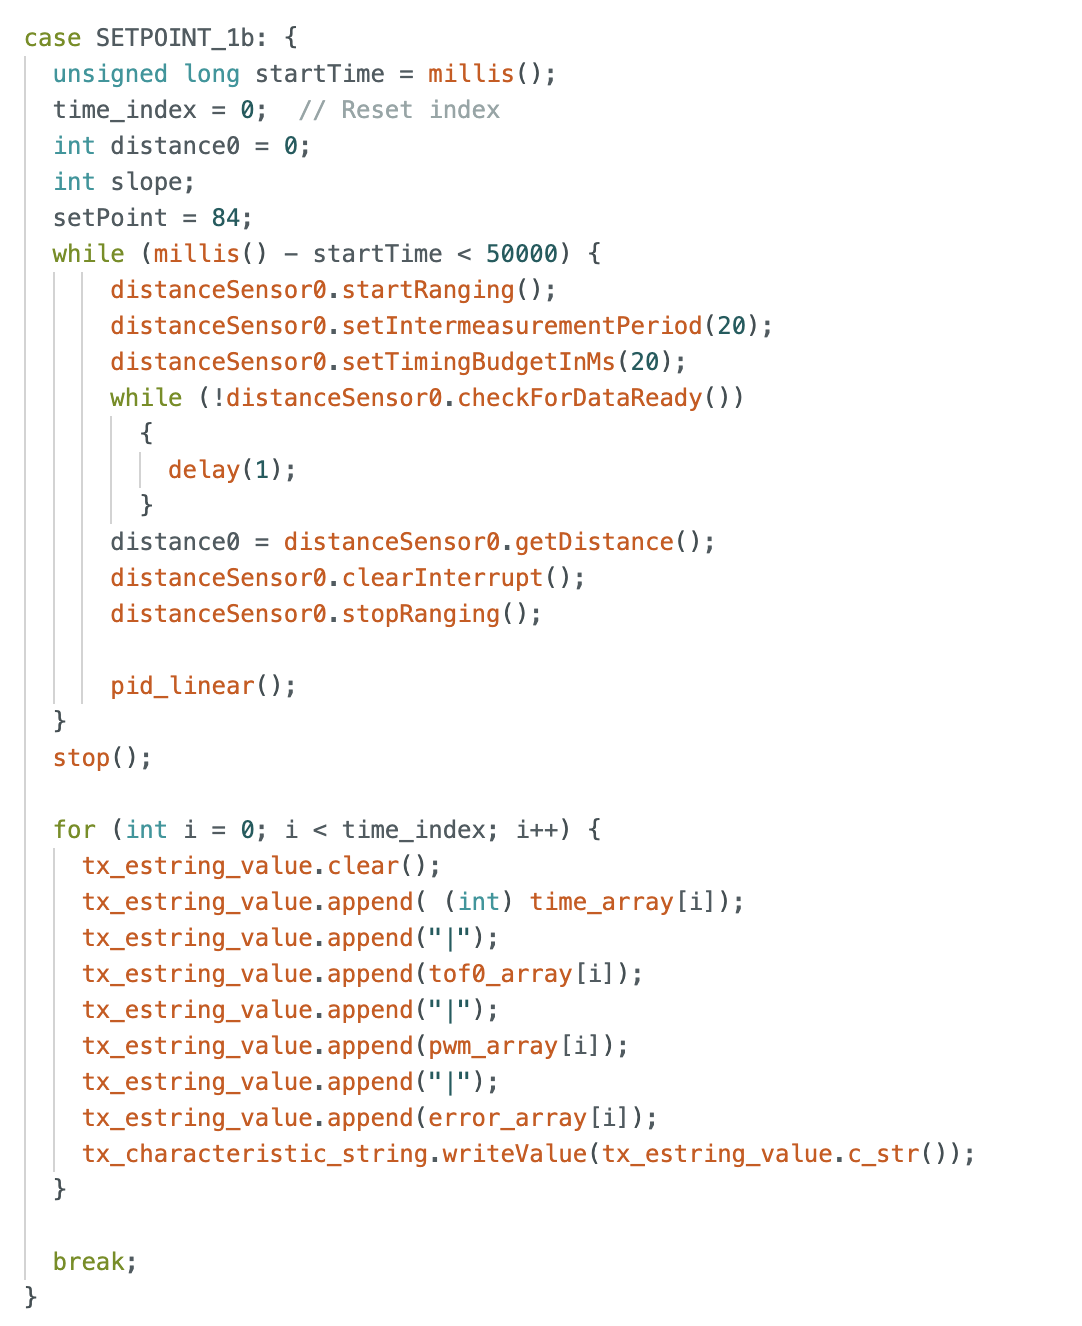 case SETPOINT_1b: {
  unsigned long startTime = millis();
  time_index = 0;  // Reset index
  int distance0 = 0;
  int slope;
  setPoint = 84;
  while (millis() - startTime < 50000) {
      distanceSensor0.startRanging();
      distanceSensor0.setIntermeasurementPeriod(20);
      distanceSensor0.setTimingBudgetInMs(20);
      while (!distanceSensor0.checkForDataReady())
        {
          delay(1);
        }
      distance0 = distanceSensor0.getDistance();
      distanceSensor0.clearInterrupt();
      distanceSensor0.stopRanging();

      pid_linear();
  }
  stop();

  for (int i = 0; i < time_index; i++) {
    tx_estring_value.clear();
    tx_estring_value.append( (int) time_array[i]);
    tx_estring_value.append("|");
    tx_estring_value.append(tof0_array[i]);
    tx_estring_value.append("|");
    tx_estring_value.append(pwm_array[i]);
    tx_estring_value.append("|");
    tx_estring_value.append(error_array[i]);
    tx_characteristic_string.writeValue(tx_estring_value.c_str());
  }

  break;
}